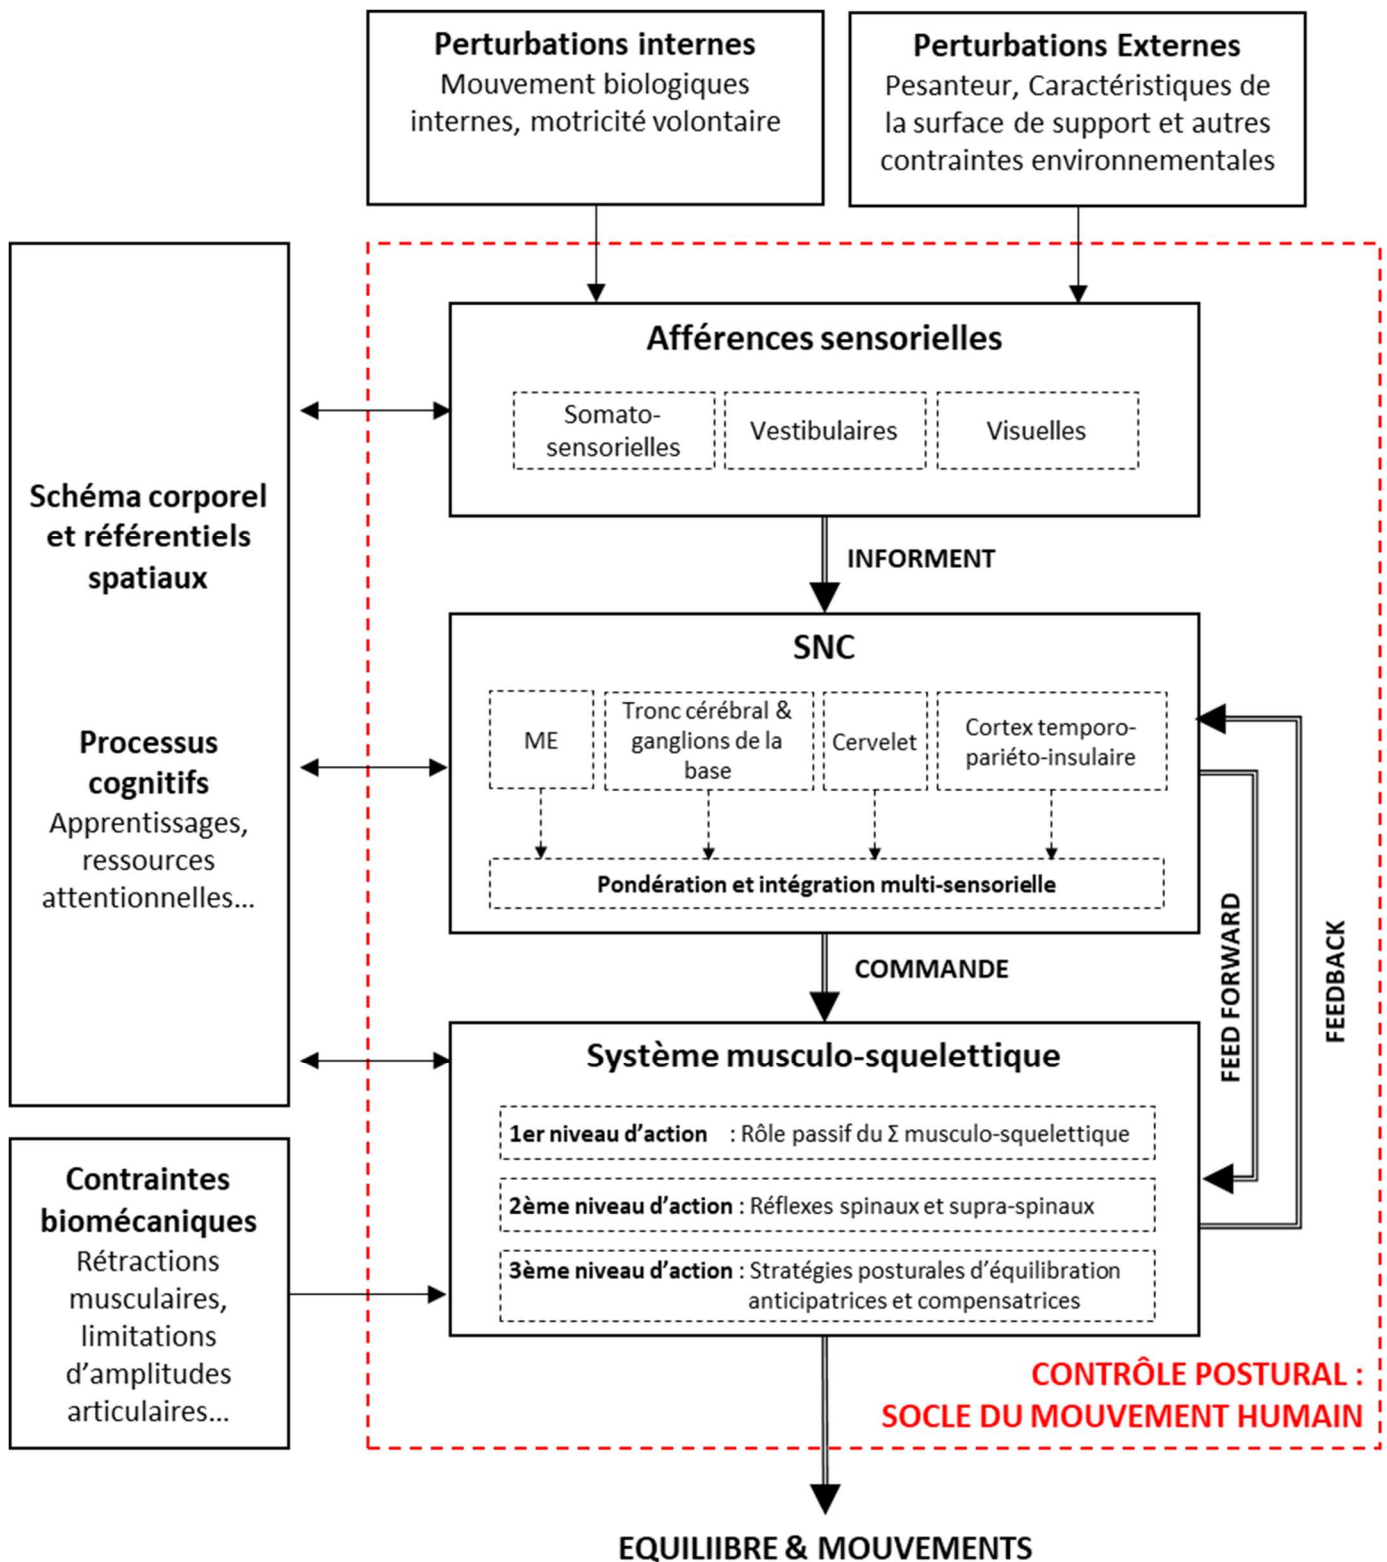 Perturbations internes
Mouvement biologiques
internes, motricité volontaire
Perturbations Externes
Pesanteur, Caractéristiques de
la surface de support et autres
contraintes environnementales
Afférences sensorielles
Somato-
sensorielles
Vestibulaires
Visuelles
INFORMENT
Schéma corporel
et référentiels
spatiaux
Processus
cognitifs
Apprentissages,
ressources
attentionnelles...
SNC
ME
Tronc cérébral &
ganglions de la
base
Cervelet
Cortex temporo-
pariéto-insulaire
Pondération et intégration multi-sensorielle
COMMANDE
FEED FORWARD
FEEDBACK
Système musculo-squelettique
1er niveau d'action : Rôle passif du Σ musculo-squelettique
2ème niveau d'action : Réflexes spinaux et supra-spinaux
3ème niveau d'action : Stratégies posturales d'équilibration
anticipatrices et compensatrices
Contraintes
biomécaniques
Rétractions
musculaires,
limitations
d'amplitudes
articulaires...
CONTRÔLE POSTURAL :
SOCLE DU MOUVEMENT HUMAIN
EQUILIIBRE & MOUVEMENTS